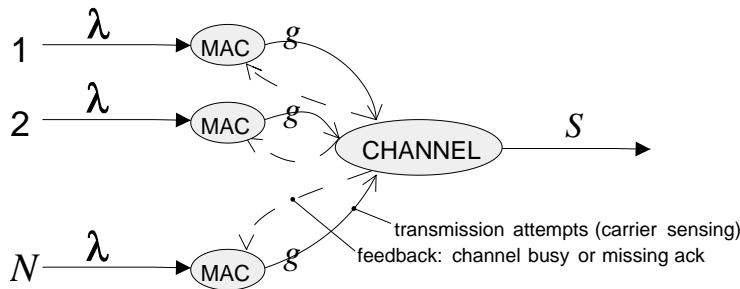 1 λ MAC g
2 λ MAC g
CHANNEL S
transmission attempts (carrier sensing)
feedback: channel busy or missing ack
N λ MAC g